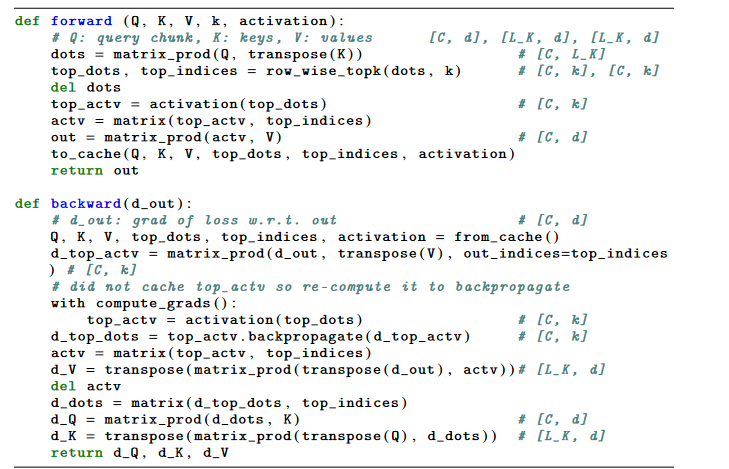 def forward (Q, K, V, k, activation):
# Q: query chunk, K: keys, V: values [C, d], [L_K, d], [L_K, d]
dots = matrix_prod(Q, transpose(K)) # [C, L_K]
top_dots, top_indices = row_wise_topk(dots, k) # [C, k], [C, k]
del dots
top_actv = activation(top_dots) # [C, k]
actv = matrix(top_actv, top_indices)
out = matrix_prod(actv, V) # [C, d]
to_cache(Q, K, V, top_dots, top_indices, activation)
return out
def backward(d_out):
# d_out: grad of loss w.r.t. out # [C, d]
Q, K, V, top_dots, top_indices, activation = from_cache()
d_top_actv = matrix_prod(d_out, transpose(V), out_indices=top_indices
) # [C, k]
# did not cache top_actv so re-compute it to backpropagate
with compute_grads():
top_actv = activation(top_dots) # [C, k]
d_top_dots = top_actv.backpropagate(d_top_actv) # [C, k]
actv = matrix(top_actv, top_indices)
d_V = transpose(matrix_prod(transpose(d_out), actv))# [L_K, d]
del actv
d_dots = matrix(d_top_dots, top_indices)
d_Q = matrix_prod(d_dots, K) # [C, d]
d_K = transpose(matrix_prod(transpose(Q), d_dots)) # [L_K, d]
return d_Q, d_K, d_V